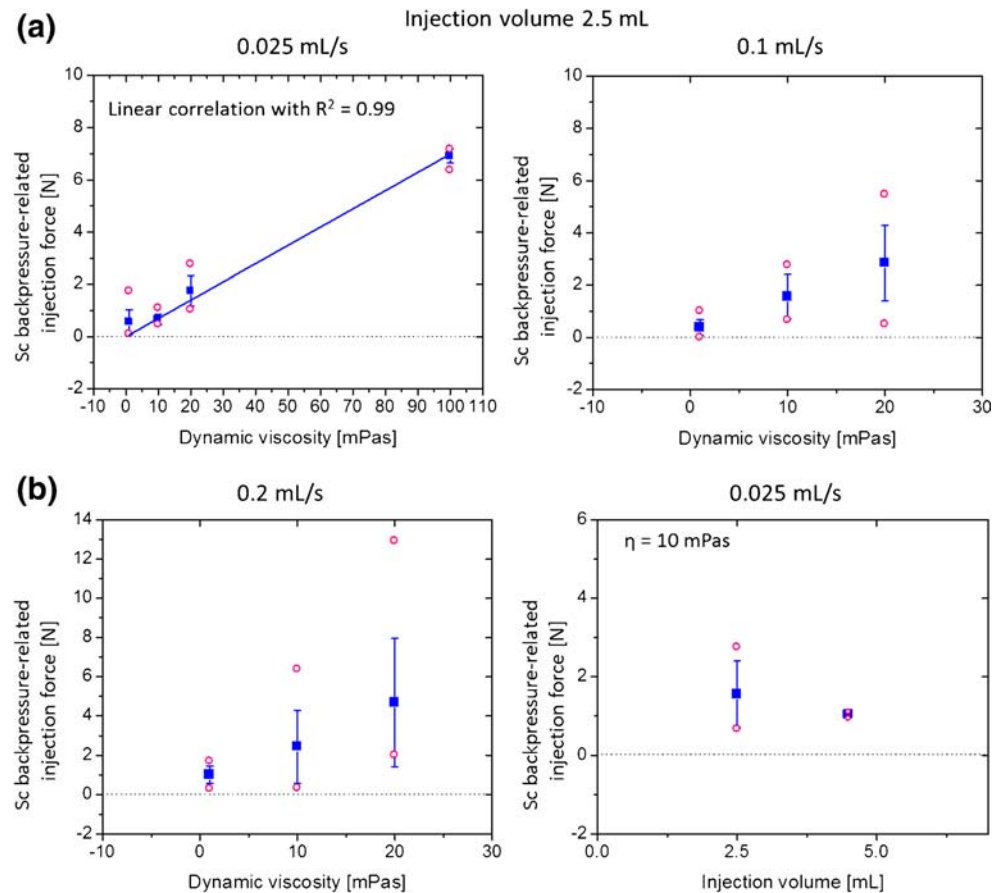 (a)
Injection volume 2.5 mL
0.025 mL/s
Linear correlation with R² = 0.99
Sc backpressure-related
injection force [N]
10
8
6
4
2
0
-2
-10 0 10 20 30 40 50 60 70 80 90 100 110
Dynamic viscosity [mPas]
0.1 mL/s
Sc backpressure-related
injection force [N]
10
8
6
4
2
0
-2
-10 0 10 20 30
Dynamic viscosity [mPas]
(b)
0.2 mL/s
Sc backpressure-related
injection force [N]
14
12
10
8
6
4
2
0
-2
-10 0 10 20 30
Dynamic viscosity [mPas]
0.025 mL/s
η = 10 mPas
Sc backpressure-related
injection force [N]
6
4
2
0
-2
0.0 2.5 5.0
Injection volume [mL]